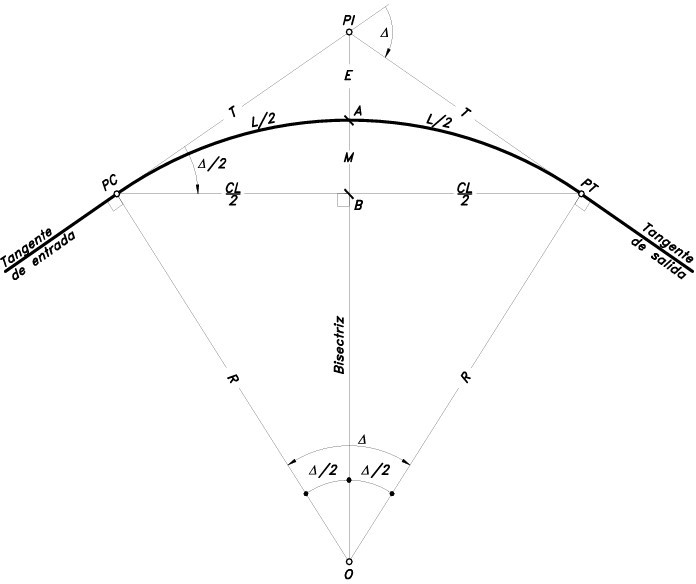 PI
Δ
E
T
T
L/2
A
L/2
Δ/2
M
PC
PT
CL
2
CL
2
B
Tangente
de entrada
Tangente
de salida
Bisectriz
R
R
Δ
Δ/2
Δ/2
O